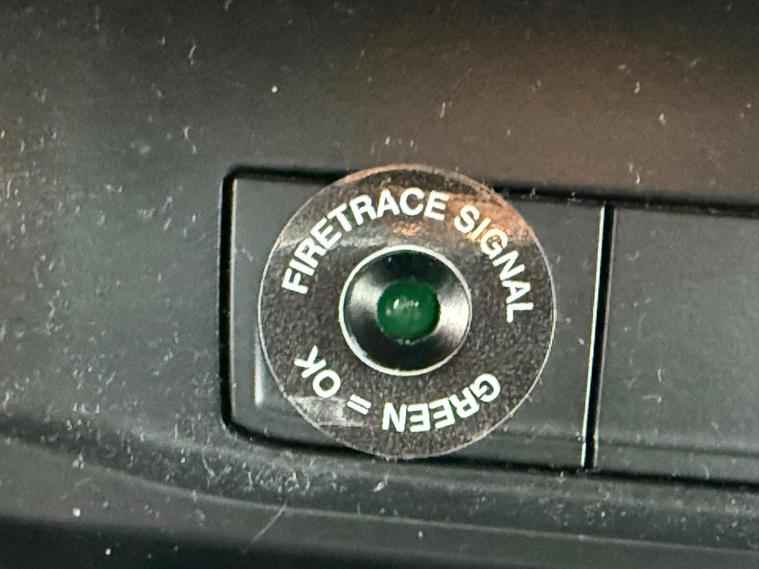 FIRETRACE SIGNAL
GREEN = OK